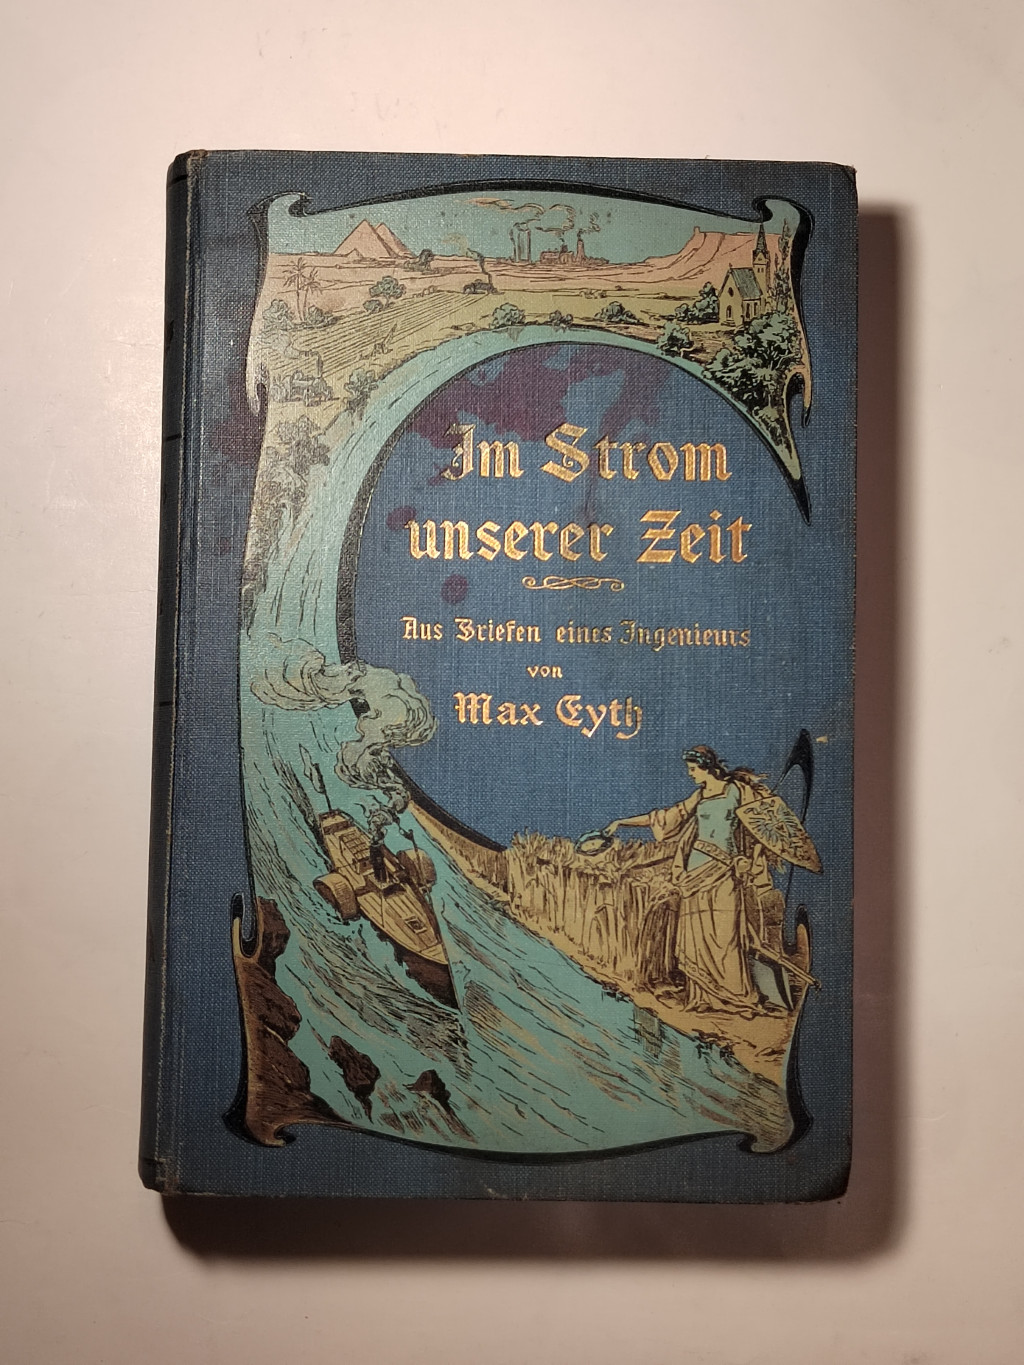 Im Strom
unserer Zeit
Aus Briefen eines Ingenieurs
von
Max Eyth